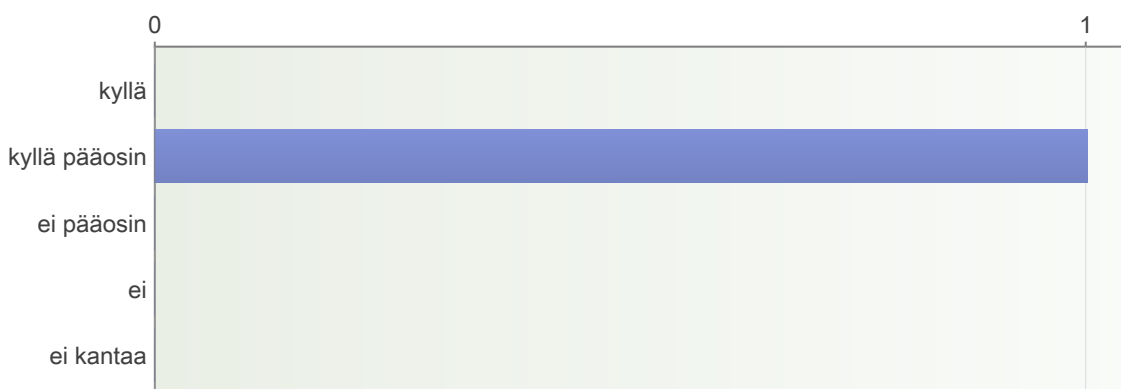 0 1
kyllä
kyllä pääosin
ei pääosin
ei
ei kantaa